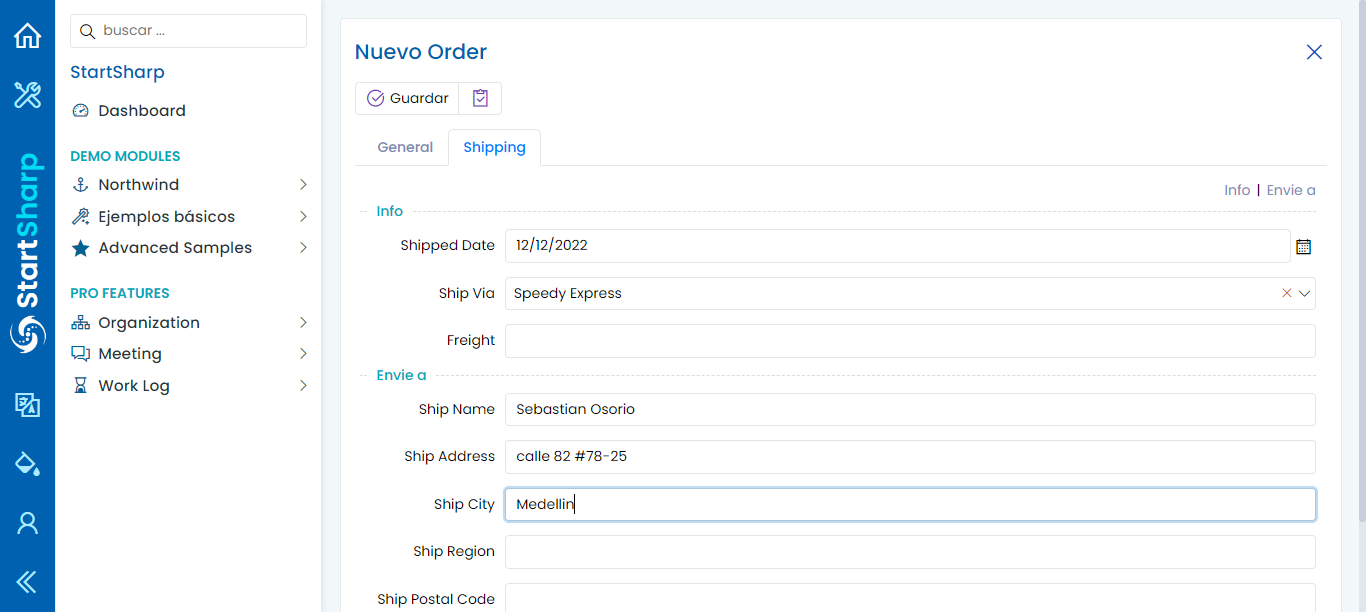 buscar ...
StartSharp
Dashboard
DEMO MODULES
Northwind
Ejemplos básicos
Advanced Samples
PRO FEATURES
Organization
Meeting
Work Log
StartSharp
Nuevo Order
Guardar
General
Shipping
Info | Envie a
Info
Shipped Date 12/12/2022
Ship Via Speedy Express
Freight
Envie a
Ship Name Sebastian Osorio
Ship Address calle 82 #78-25
Ship City Medellin
Ship Region
Ship Postal Code